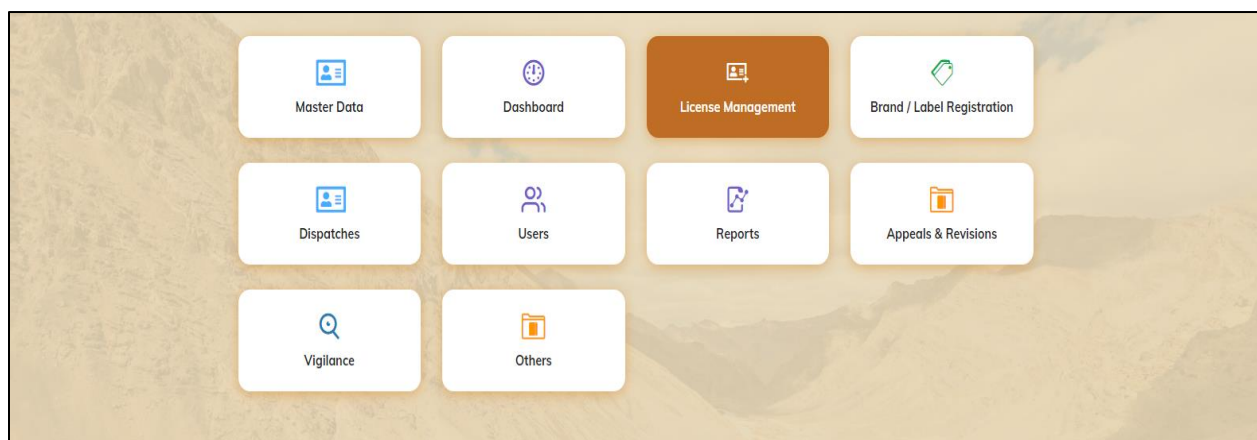 Master Data
Dashboard
License Management
Brand / Label Registration
Dispatches
Users
Reports
Appeals & Revisions
Vigilance
Others